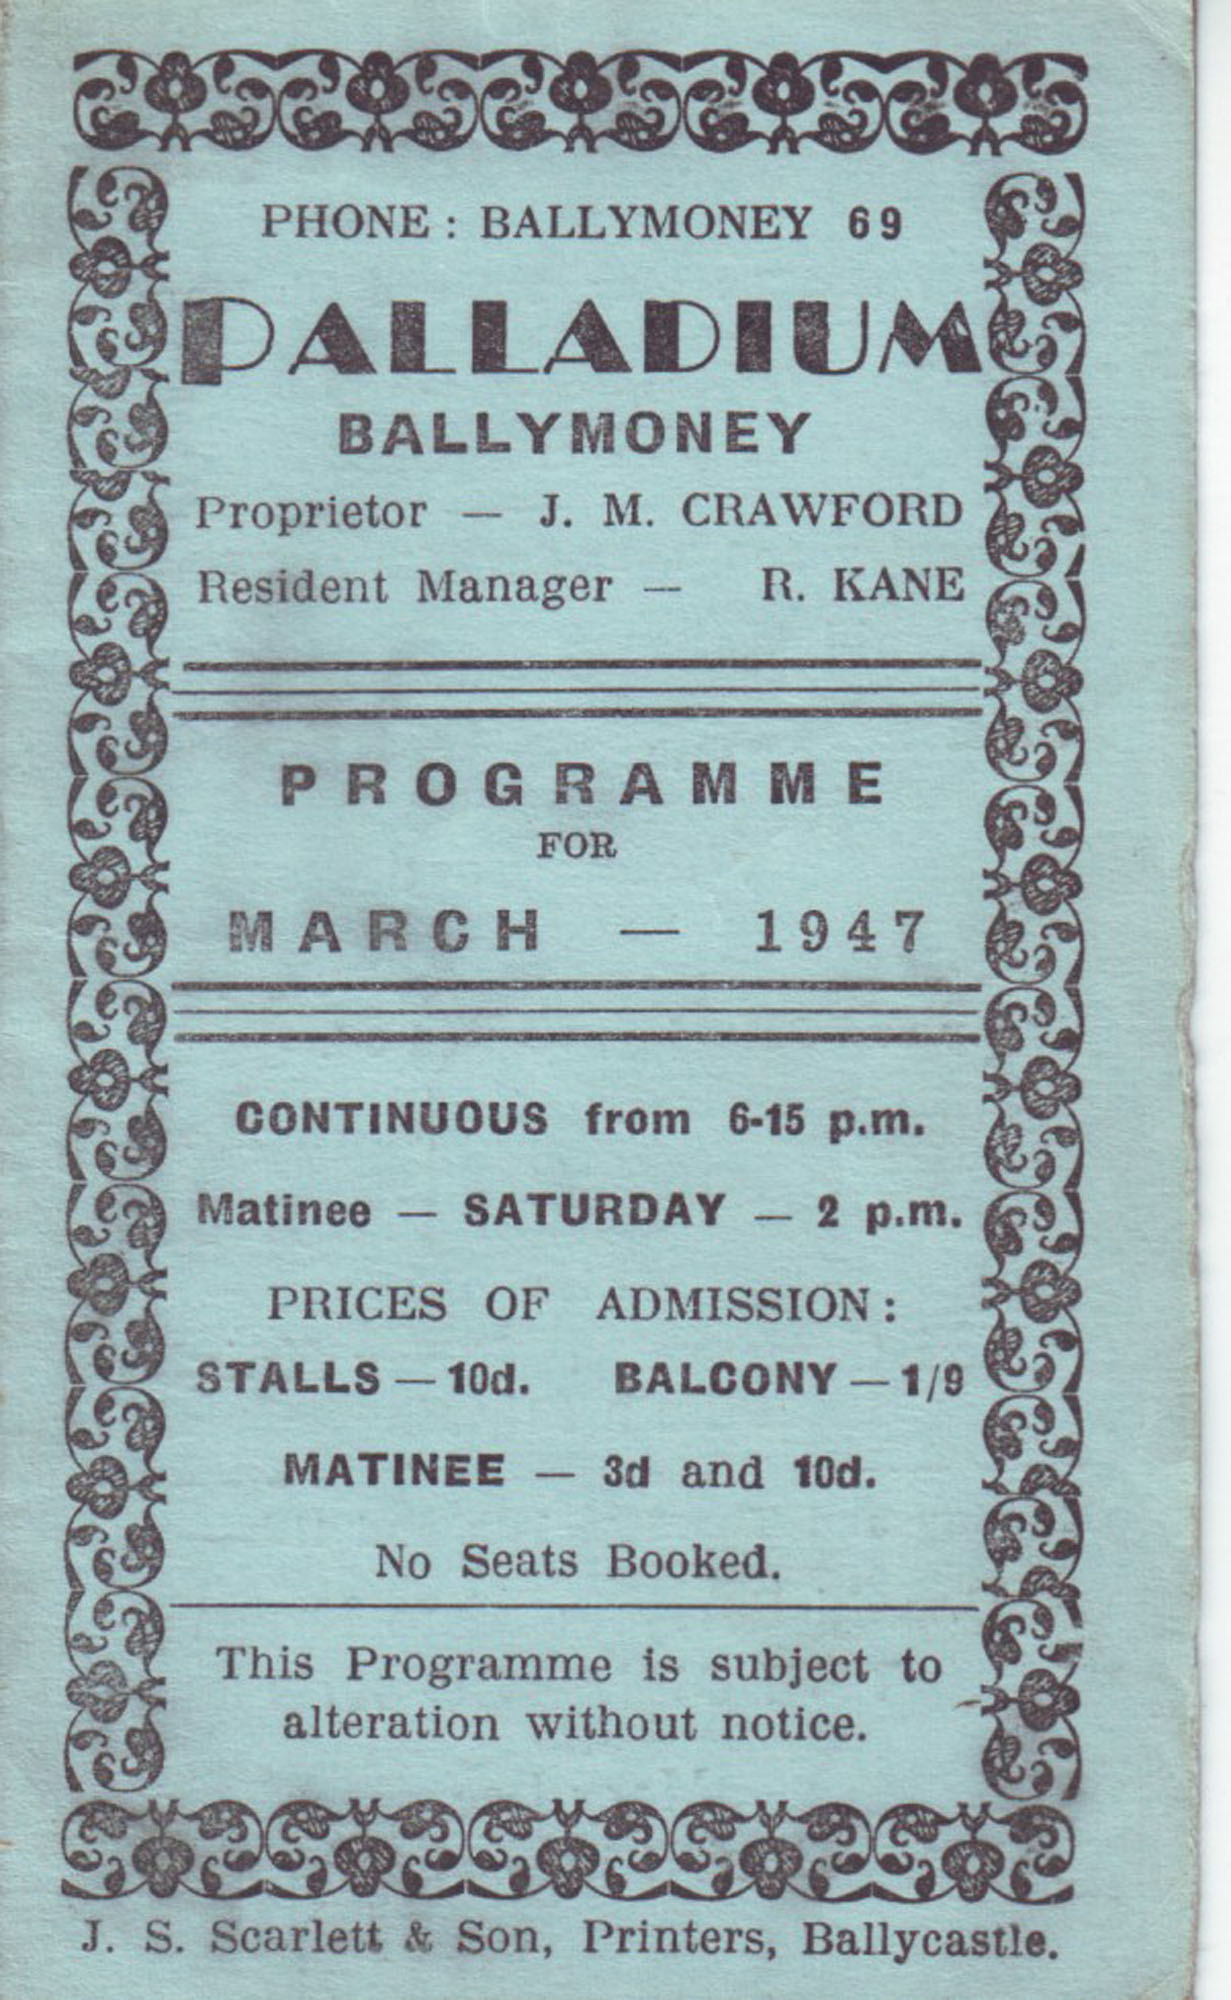 PHONE : BALLYMONEY 69
PALLADIUM
BALLYMONEY
Proprietor — J. M. CRAWFORD
Resident Manager — R. KANE
PROGRAMME
FOR
MARCH — 1947
CONTINUOUS from 6-15 p.m.
Matinee — SATURDAY — 2 p.m.
PRICES OF ADMISSION :
STALLS — 10d. BALCONY — 1/9
MATINEE — 3d and 10d.
No Seats Booked.
This Programme is subject to
alteration without notice.
J. S. Scarlett & Son, Printers, Ballycastle.